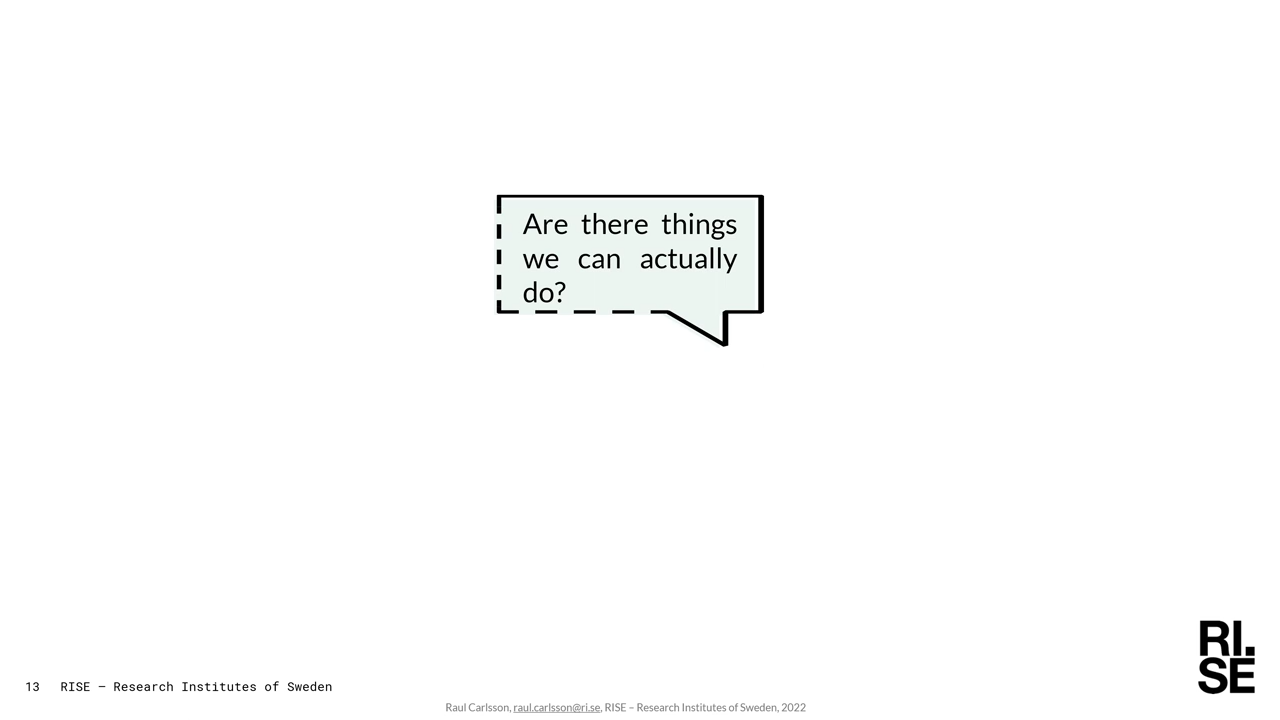 Are there things
we can actually
do?
RI.
SE
13 RISE — Research Institutes of Sweden
Raul Carlsson, raul.carlsson@ri.se, RISE – Research Institutes of Sweden, 2022